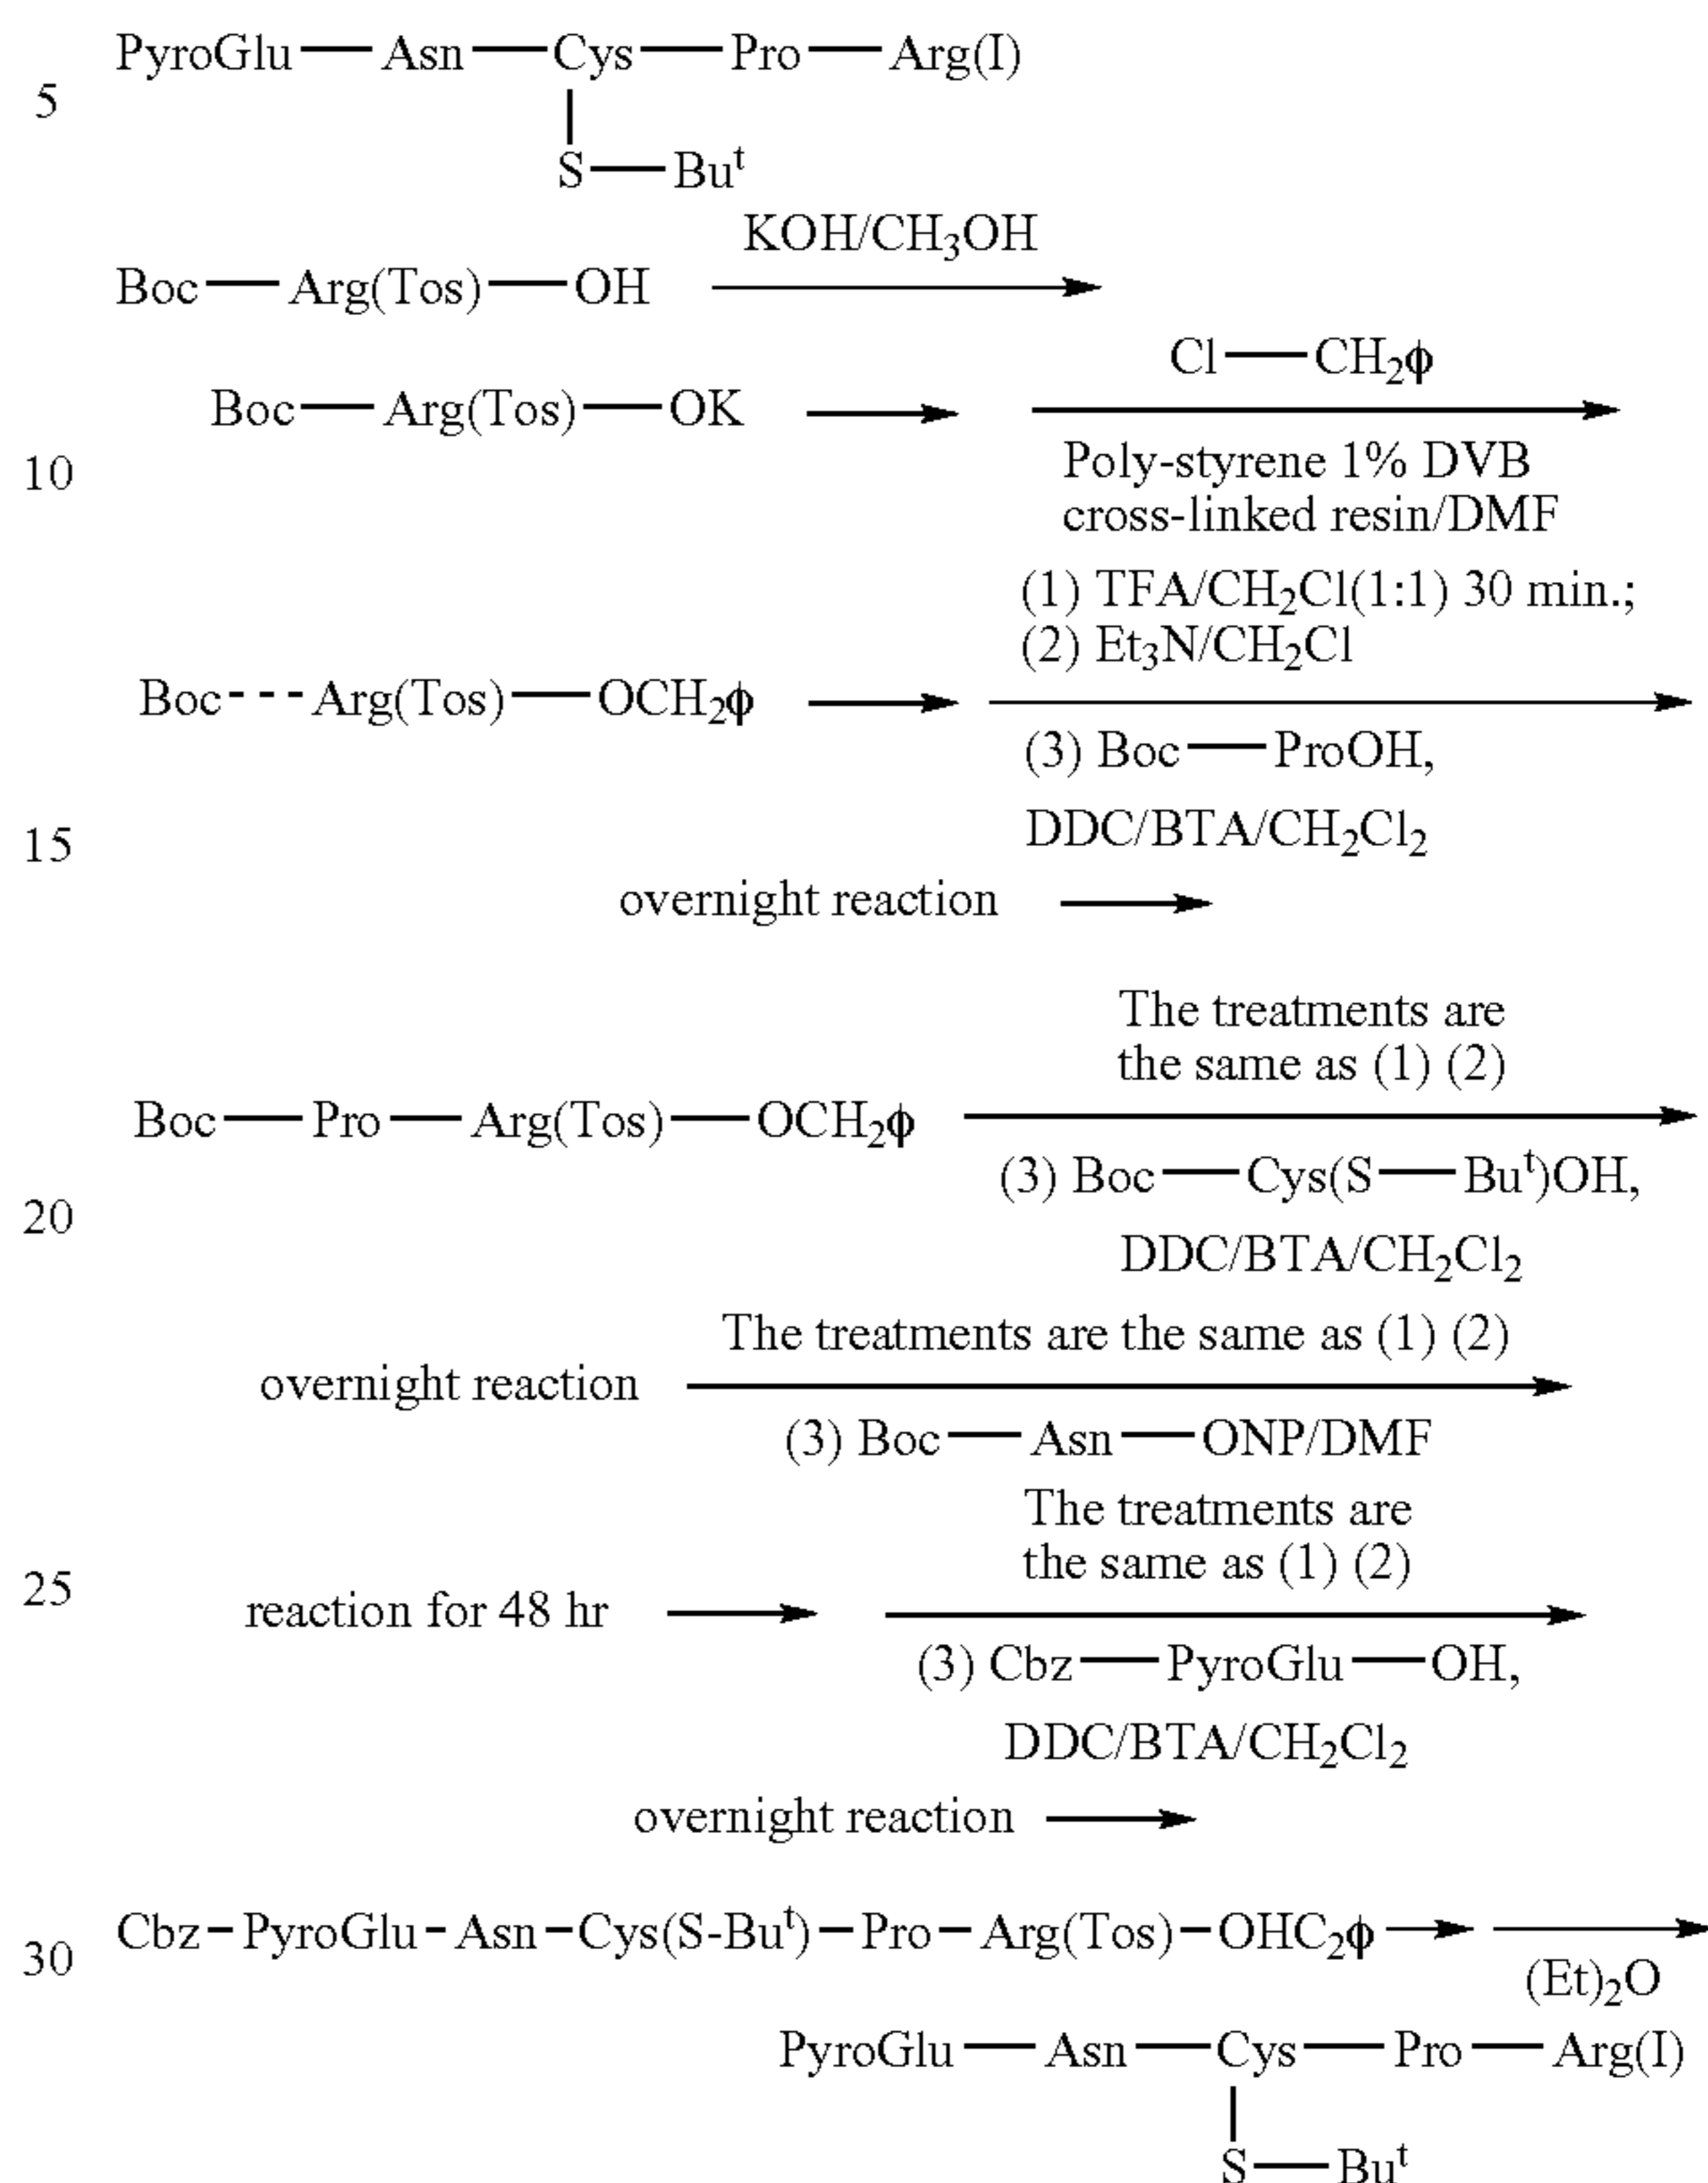 PyroGlu—Asn—Cys—Pro—Arg(I)
5
S—Buᵗ
KOH/CH₃OH
Boc—Arg(Tos)—OH
Cl—CH₂ϕ
Boc—Arg(Tos)—OK
10
Poly-styrene 1% DVB
cross-linked resin/DMF
(1) TFA/CH₂Cl(1:1) 30 min.;
(2) Et₃N/CH₂Cl
Boc---Arg(Tos)—OCH₂ϕ
(3) Boc—ProOH,
15
DDC/BTA/CH₂Cl₂
overnight reaction
The treatments are
the same as (1) (2)
Boc—Pro—Arg(Tos)—OCH₂ϕ
(3) Boc—Cys(S—Buᵗ)OH,
20
DDC/BTA/CH₂Cl₂
The treatments are the same as (1) (2)
overnight reaction
(3) Boc—Asn—ONP/DMF
The treatments are
the same as (1) (2)
25
reaction for 48 hr
(3) Cbz—PyroGlu—OH,
DDC/BTA/CH₂Cl₂
overnight reaction
Cbz-PyroGlu-Asn-Cys(S-Buᵗ)-Pro-Arg(Tos)-OHC₂ϕ
30
(Et)₂O
PyroGlu—Asn—Cys—Pro—Arg(I)
S—Buᵗ